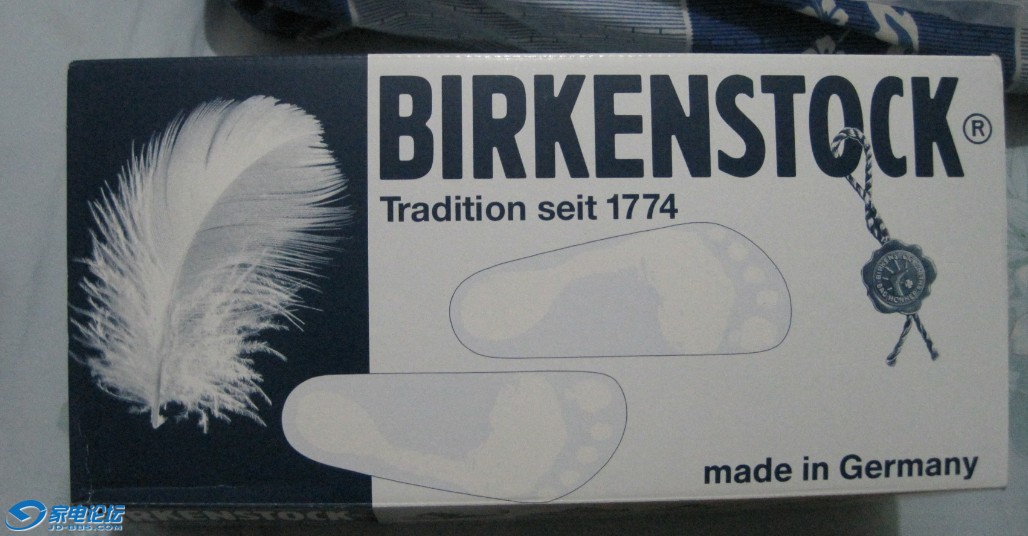 BIRKENSTOCK®
Tradition seit 1774
made in Germany
BIRKENSTOCK
家电论坛
JD-BBS.COM